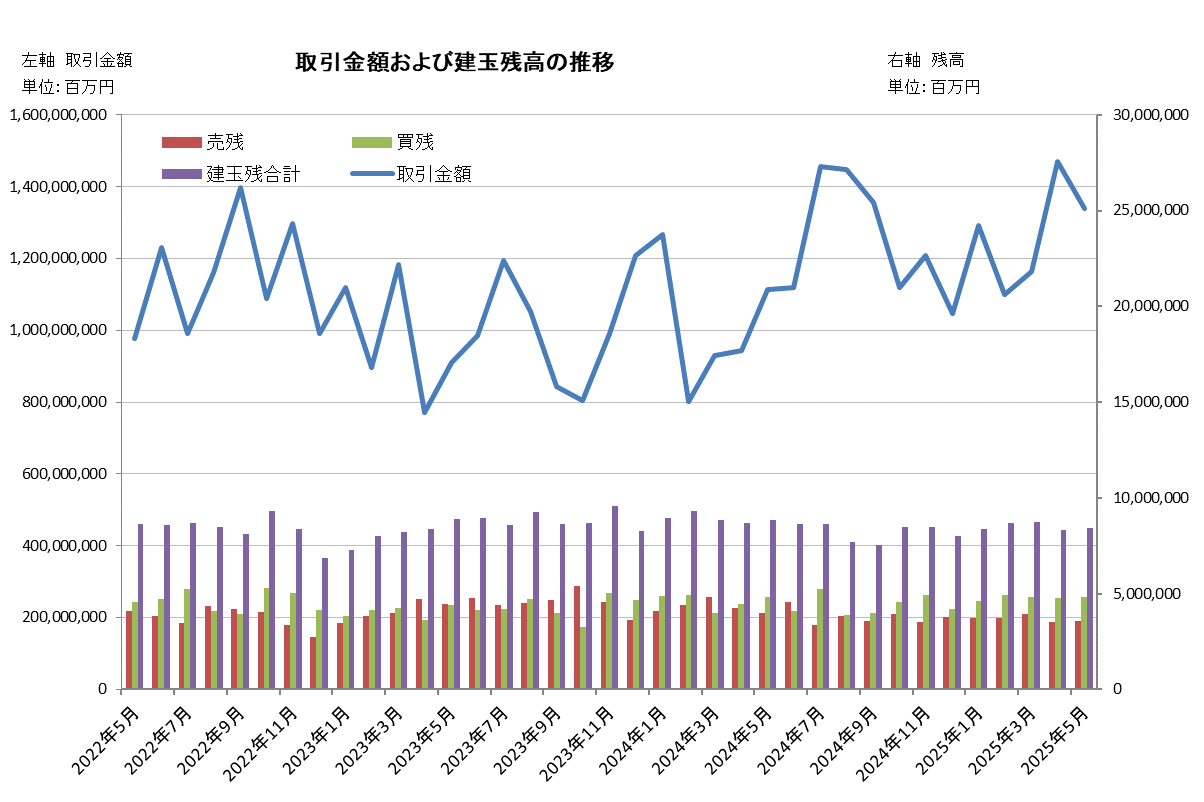 左軸 取引金額
単位: 百万円
取引金額および建玉残高の推移
右軸 残高
単位: 百万円
売残
買残
建玉残合計
取引金額
1,600,000,000
1,400,000,000
1,200,000,000
1,000,000,000
800,000,000
600,000,000
400,000,000
200,000,000
0
30,000,000
25,000,000
20,000,000
15,000,000
10,000,000
5,000,000
0
2022年5月
2022年7月
2022年9月
2022年11月
2023年1月
2023年3月
2023年5月
2023年7月
2023年9月
2023年11月
2024年1月
2024年3月
2024年5月
2024年7月
2024年9月
2024年11月
2025年1月
2025年3月
2025年5月